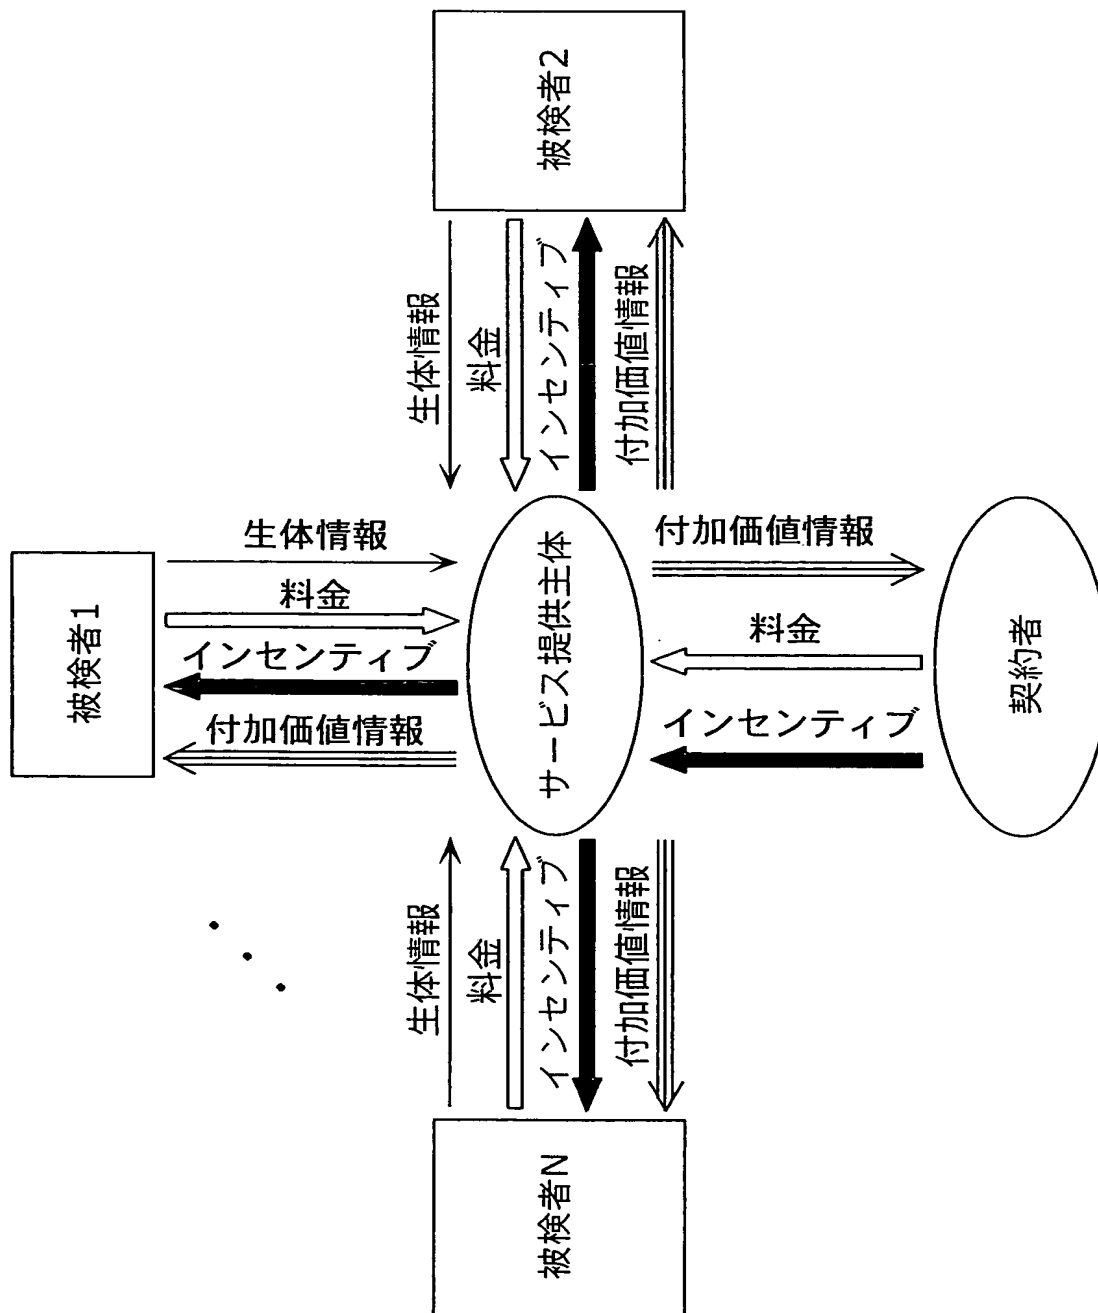 被検者2
生体情報
料金
インセンティブ
付加価値情報
被検者1
生体情報
料金
インセンティブ
付加価値情報
サービス提供主体
付加価値情報
料金
インセンティブ
契約者
生体情報
料金
インセンティブ
付加価値情報
被検者N